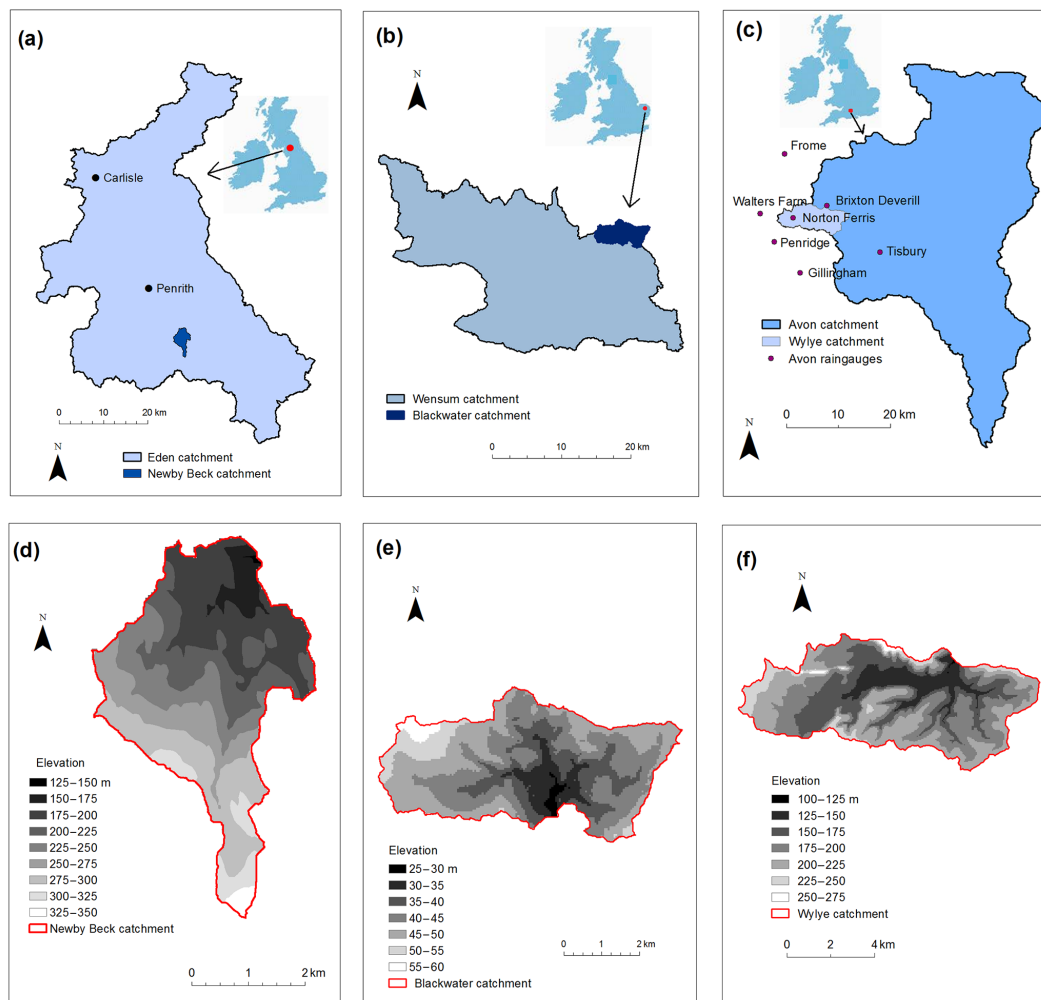 (a)
Carlisle
Penrith
0 10 20 km
N
Eden catchment
Newby Beck catchment
(b)
N
Wensum catchment
Blackwater catchment
0 10 20 km
(c)
Frome
Walters Farm
Brixton Deverill
Norton Ferris
Penridge
Tisbury
Gillingham
Avon catchment
Wylye catchment
Avon raingauges
0 10 20 km
N
(d)
N
Elevation
125–150 m
150–175
175–200
200–225
225–250
250–275
275–300
300–325
325–350
Newby Beck catchment
0 1 2 km
(e)
N
Elevation
25–30 m
30–35
35–40
40–45
45–50
50–55
55–60
Blackwater catchment
0 1 2 km
(f)
N
Elevation
100–125 m
125–150
150–175
175–200
200–225
225–250
250–275
Wylye catchment
0 2 4 km